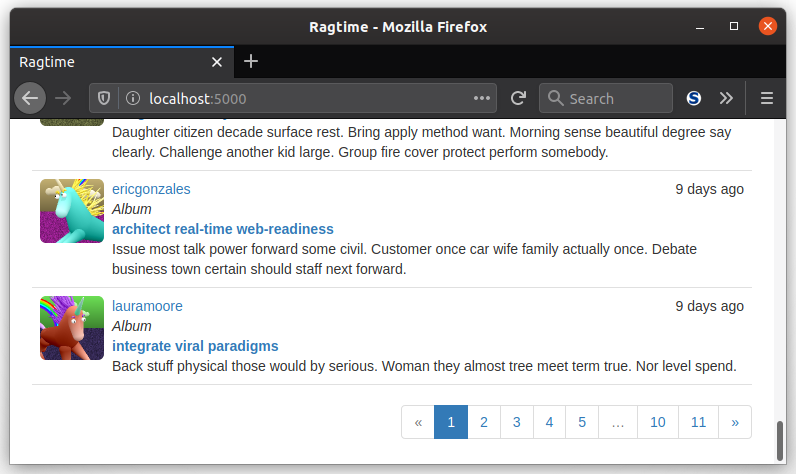 Ragtime - Mozilla Firefox
Ragtime
localhost:5000
Search
Daughter citizen decade surface rest. Bring apply method want. Morning sense beautiful degree say
clearly. Challenge another kid large. Group fire cover protect perform somebody.
ericgonzales 9 days ago
Album
architect real-time web-readiness
Issue most talk power forward some civil. Customer once car wife family actually once. Debate
business town certain should staff next forward.
lauramoore 9 days ago
Album
integrate viral paradigms
Back stuff physical those would by serious. Woman they almost tree meet term true. Nor level spend.
« 1 2 3 4 5 … 10 11 »